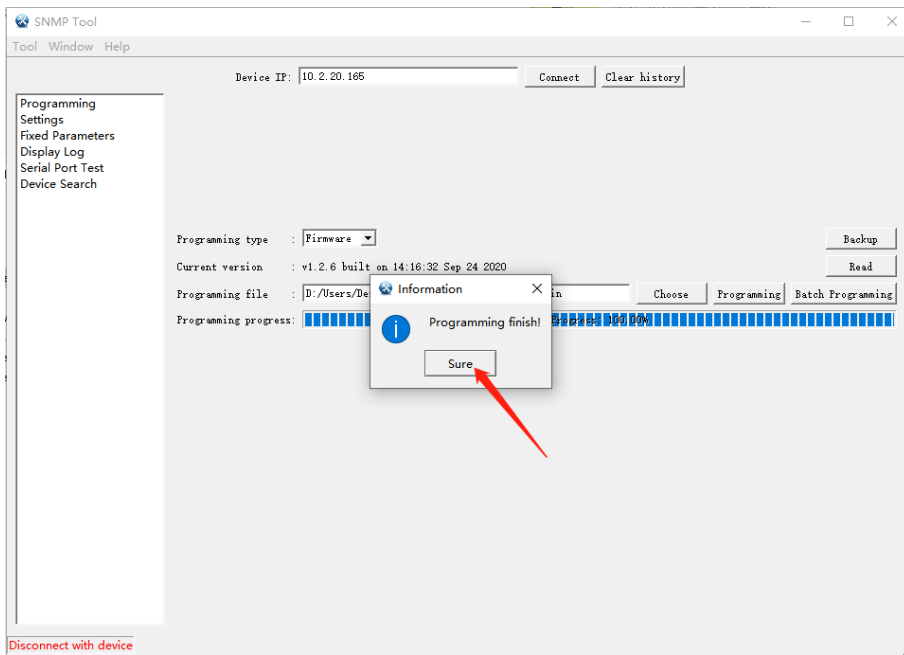 SNMP Tool
Tool Window Help
Device IP: 10.2.20.165 Connect Clear history
Programming
Settings
Fixed Parameters
Display Log
Serial Port Test
Device Search
Programming type : Firmware Backup
Current version : v1.2.6 built on 14:16:32 Sep 24 2020 Read
Programming file : D:/Users/De in Choose Programming Batch Programming
Programming progress: Progress: 100.00%
Information
Programming finish!
Sure
Disconnect with device